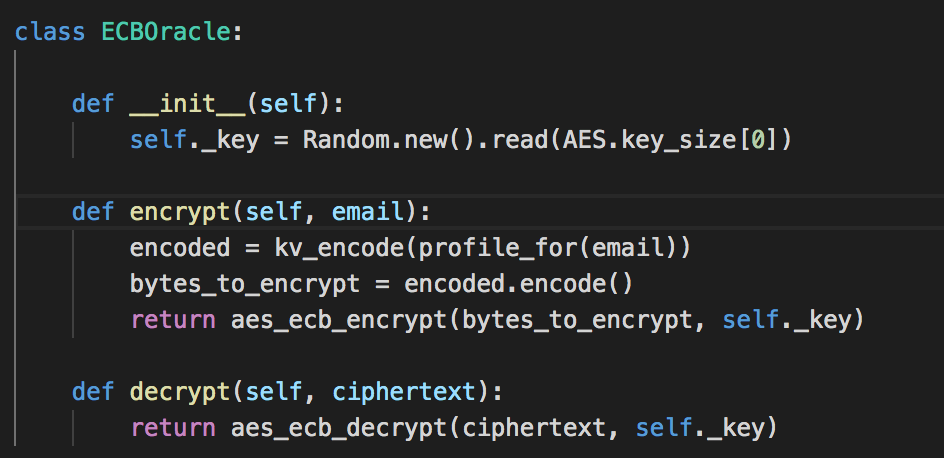 class ECBOracle:
def __init__(self):
self._key = Random.new().read(AES.key_size[0])
def encrypt(self, email):
encoded = kv_encode(profile_for(email))
bytes_to_encrypt = encoded.encode()
return aes_ecb_encrypt(bytes_to_encrypt, self._key)
def decrypt(self, ciphertext):
return aes_ecb_decrypt(ciphertext, self._key)